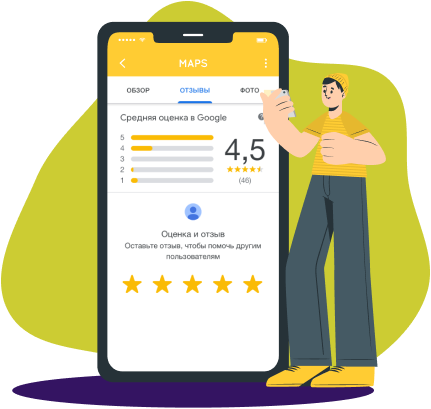 MAPS
ОБЗОР ОТЗЫВЫ ФОТО
Средняя оценка в Google
5
4
3
2
1
4,5
(46)
Оценка и отзыв
Оставьте отзыв, чтобы помочь другим
пользователям